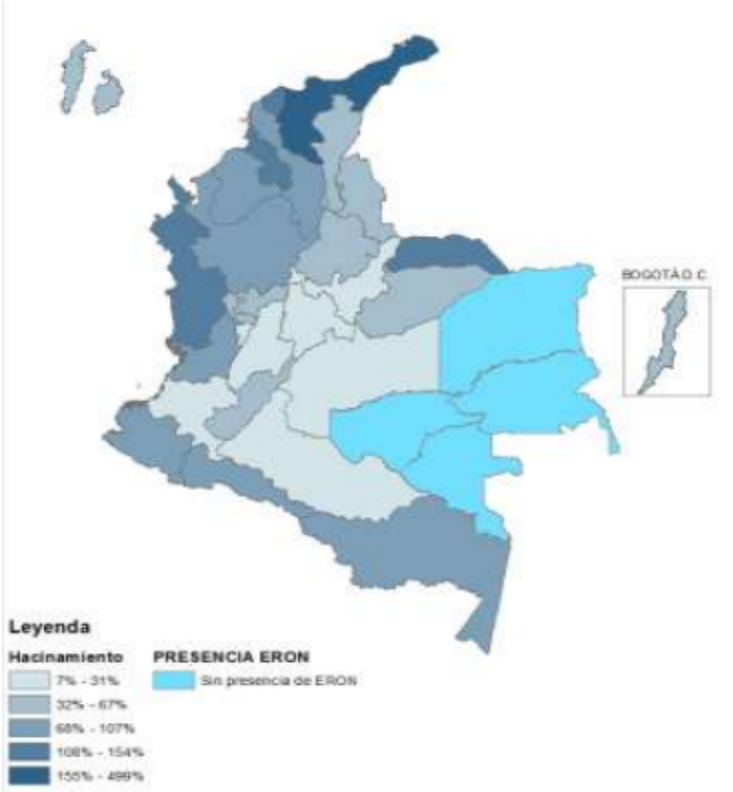 BOGOTÁ D.C.
Leyenda
Hacinamiento
7% - 31%
32% - 67%
68% - 107%
108% - 154%
155% - 499%
PRESENCIA ERON
Sin presencia de ERON